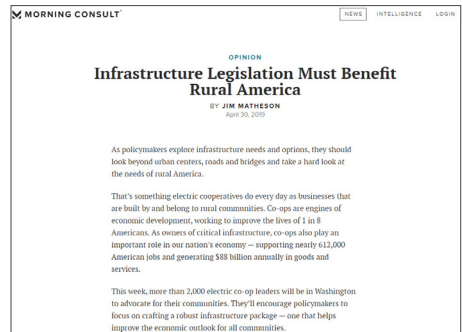 MORNING CONSULT
NEWS INTELLIGENCE LOGIN
OPINION
Infrastructure Legislation Must Benefit
Rural America
BY JIM MATHESON
April 30, 2019
As policymakers explore infrastructure needs and options, they should
look beyond urban centers, roads and bridges and take a hard look at
the needs of rural America.
That's something electric cooperatives do every day as businesses that
are built by and belong to rural communities. Co-ops are engines of
economic development, working to improve the lives of 1 in 8
Americans. As owners of critical infrastructure, co-ops also play an
important role in our nation's economy — supporting nearly 612,000
American jobs and generating $88 billion annually in goods and
services.
This week, more than 2,000 electric co-op leaders will be in Washington
to advocate for their communities. They'll encourage policymakers to
focus on crafting a robust infrastructure package — one that helps
improve the economic outlook for all communities.